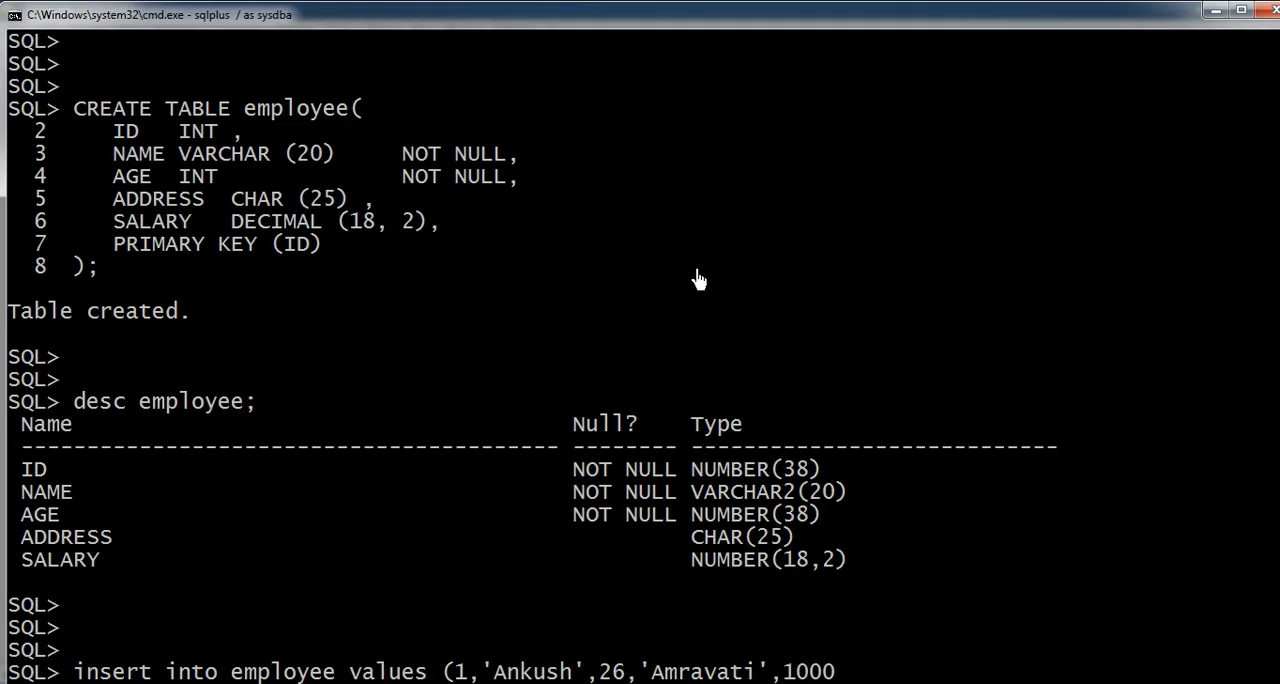 C:\Windows\system32\cmd.exe - sqlplus / as sysdba
SQL>
SQL>
SQL>
SQL> CREATE TABLE employee(
  2     ID   INT ,
  3     NAME VARCHAR (20)     NOT NULL,
  4     AGE  INT              NOT NULL,
  5     ADDRESS  CHAR (25) ,
  6     SALARY   DECIMAL (18, 2),
  7     PRIMARY KEY (ID)
  8  );
Table created.
SQL>
SQL>
SQL> desc employee;
 Name                                      Null?    Type
 ----------------------------------------- -------- ----------------------------
 ID                                        NOT NULL NUMBER(38)
 NAME                                      NOT NULL VARCHAR2(20)
 AGE                                       NOT NULL NUMBER(38)
 ADDRESS                                            CHAR(25)
 SALARY                                             NUMBER(18,2)
SQL>
SQL>
SQL>
SQL> insert into employee values (1,'Ankush',26,'Amravati',1000